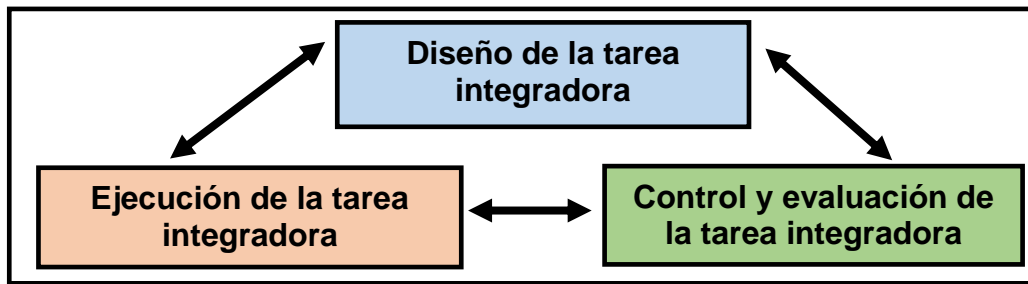 Diseño de la tarea
integradora
Ejecución de la tarea
integradora
Control y evaluación de
la tarea integradora